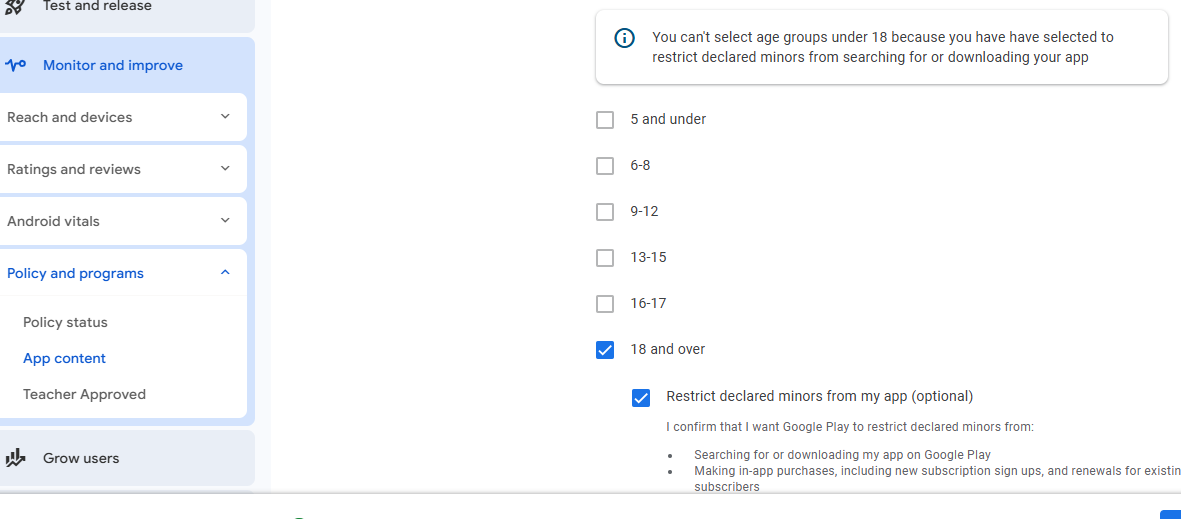 Test and release
Monitor and improve
Reach and devices
Ratings and reviews
Android vitals
Policy and programs
Policy status
App content
Teacher Approved
Grow users
You can't select age groups under 18 because you have have selected to
restrict declared minors from searching for or downloading your app
5 and under
6-8
9-12
13-15
16-17
18 and over
Restrict declared minors from my app (optional)
I confirm that I want Google Play to restrict declared minors from:
Searching for or downloading my app on Google Play
Making in-app purchases, including new subscription sign ups, and renewals for existin
subscribers